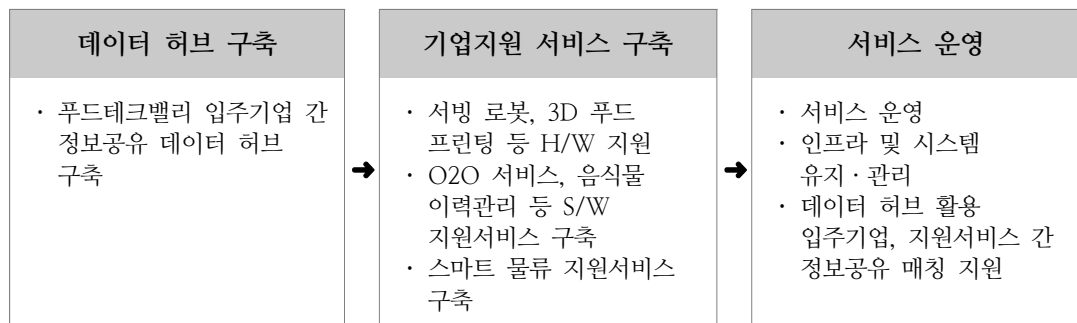 데이터 허브 구축
· 푸드테크밸리 입주기업 간
정보공유 데이터 허브
구축
➜
기업지원 서비스 구축
· 서빙 로봇, 3D 푸드
프린팅 등 H/W 지원
· O2O 서비스, 음식물
이력관리 등 S/W
지원서비스 구축
· 스마트 물류 지원서비스
구축
➜
서비스 운영
· 서비스 운영
· 인프라 및 시스템
유지·관리
· 데이터 허브 활용
입주기업, 지원서비스 간
정보공유 매칭 지원